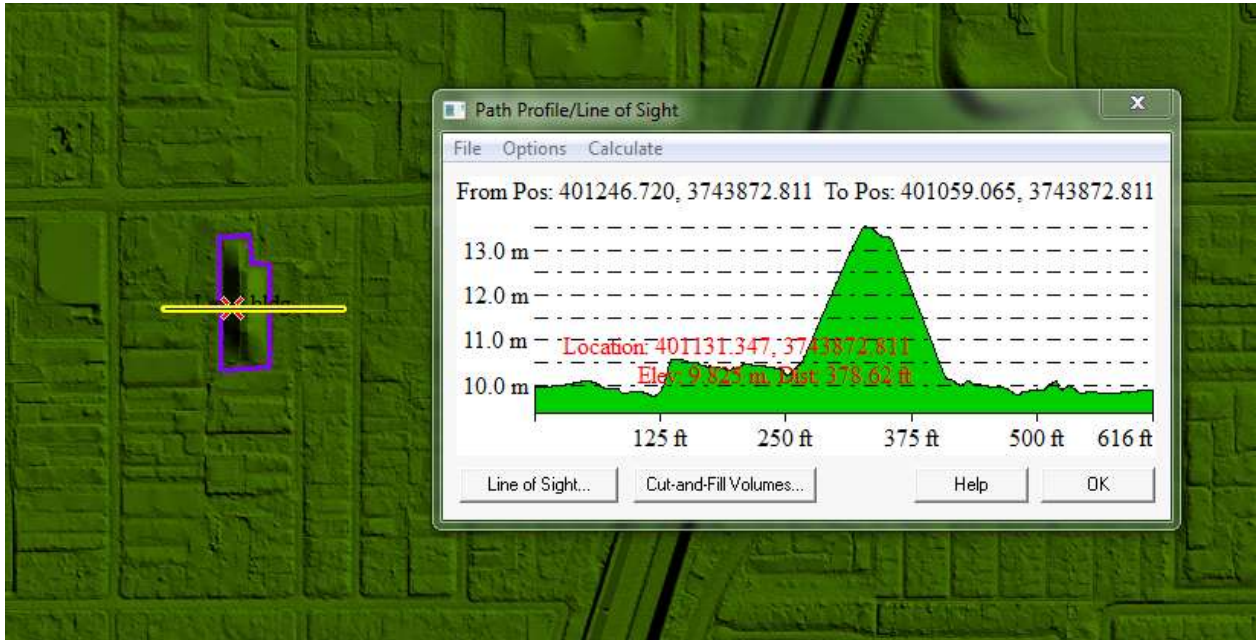 Path Profile/Line of Sight
File Options Calculate
From Pos: 401246.720, 3743872.811 To Pos: 401059.065, 3743872.811
13.0 m
12.0 m
11.0 m
10.0 m
Location: 401131.347, 3743872.811
Elev: 9.825 m, Dist: 378.62 ft
125 ft 250 ft 375 ft 500 ft 616 ft
Line of Sight... Cut-and-Fill Volumes... Help OK